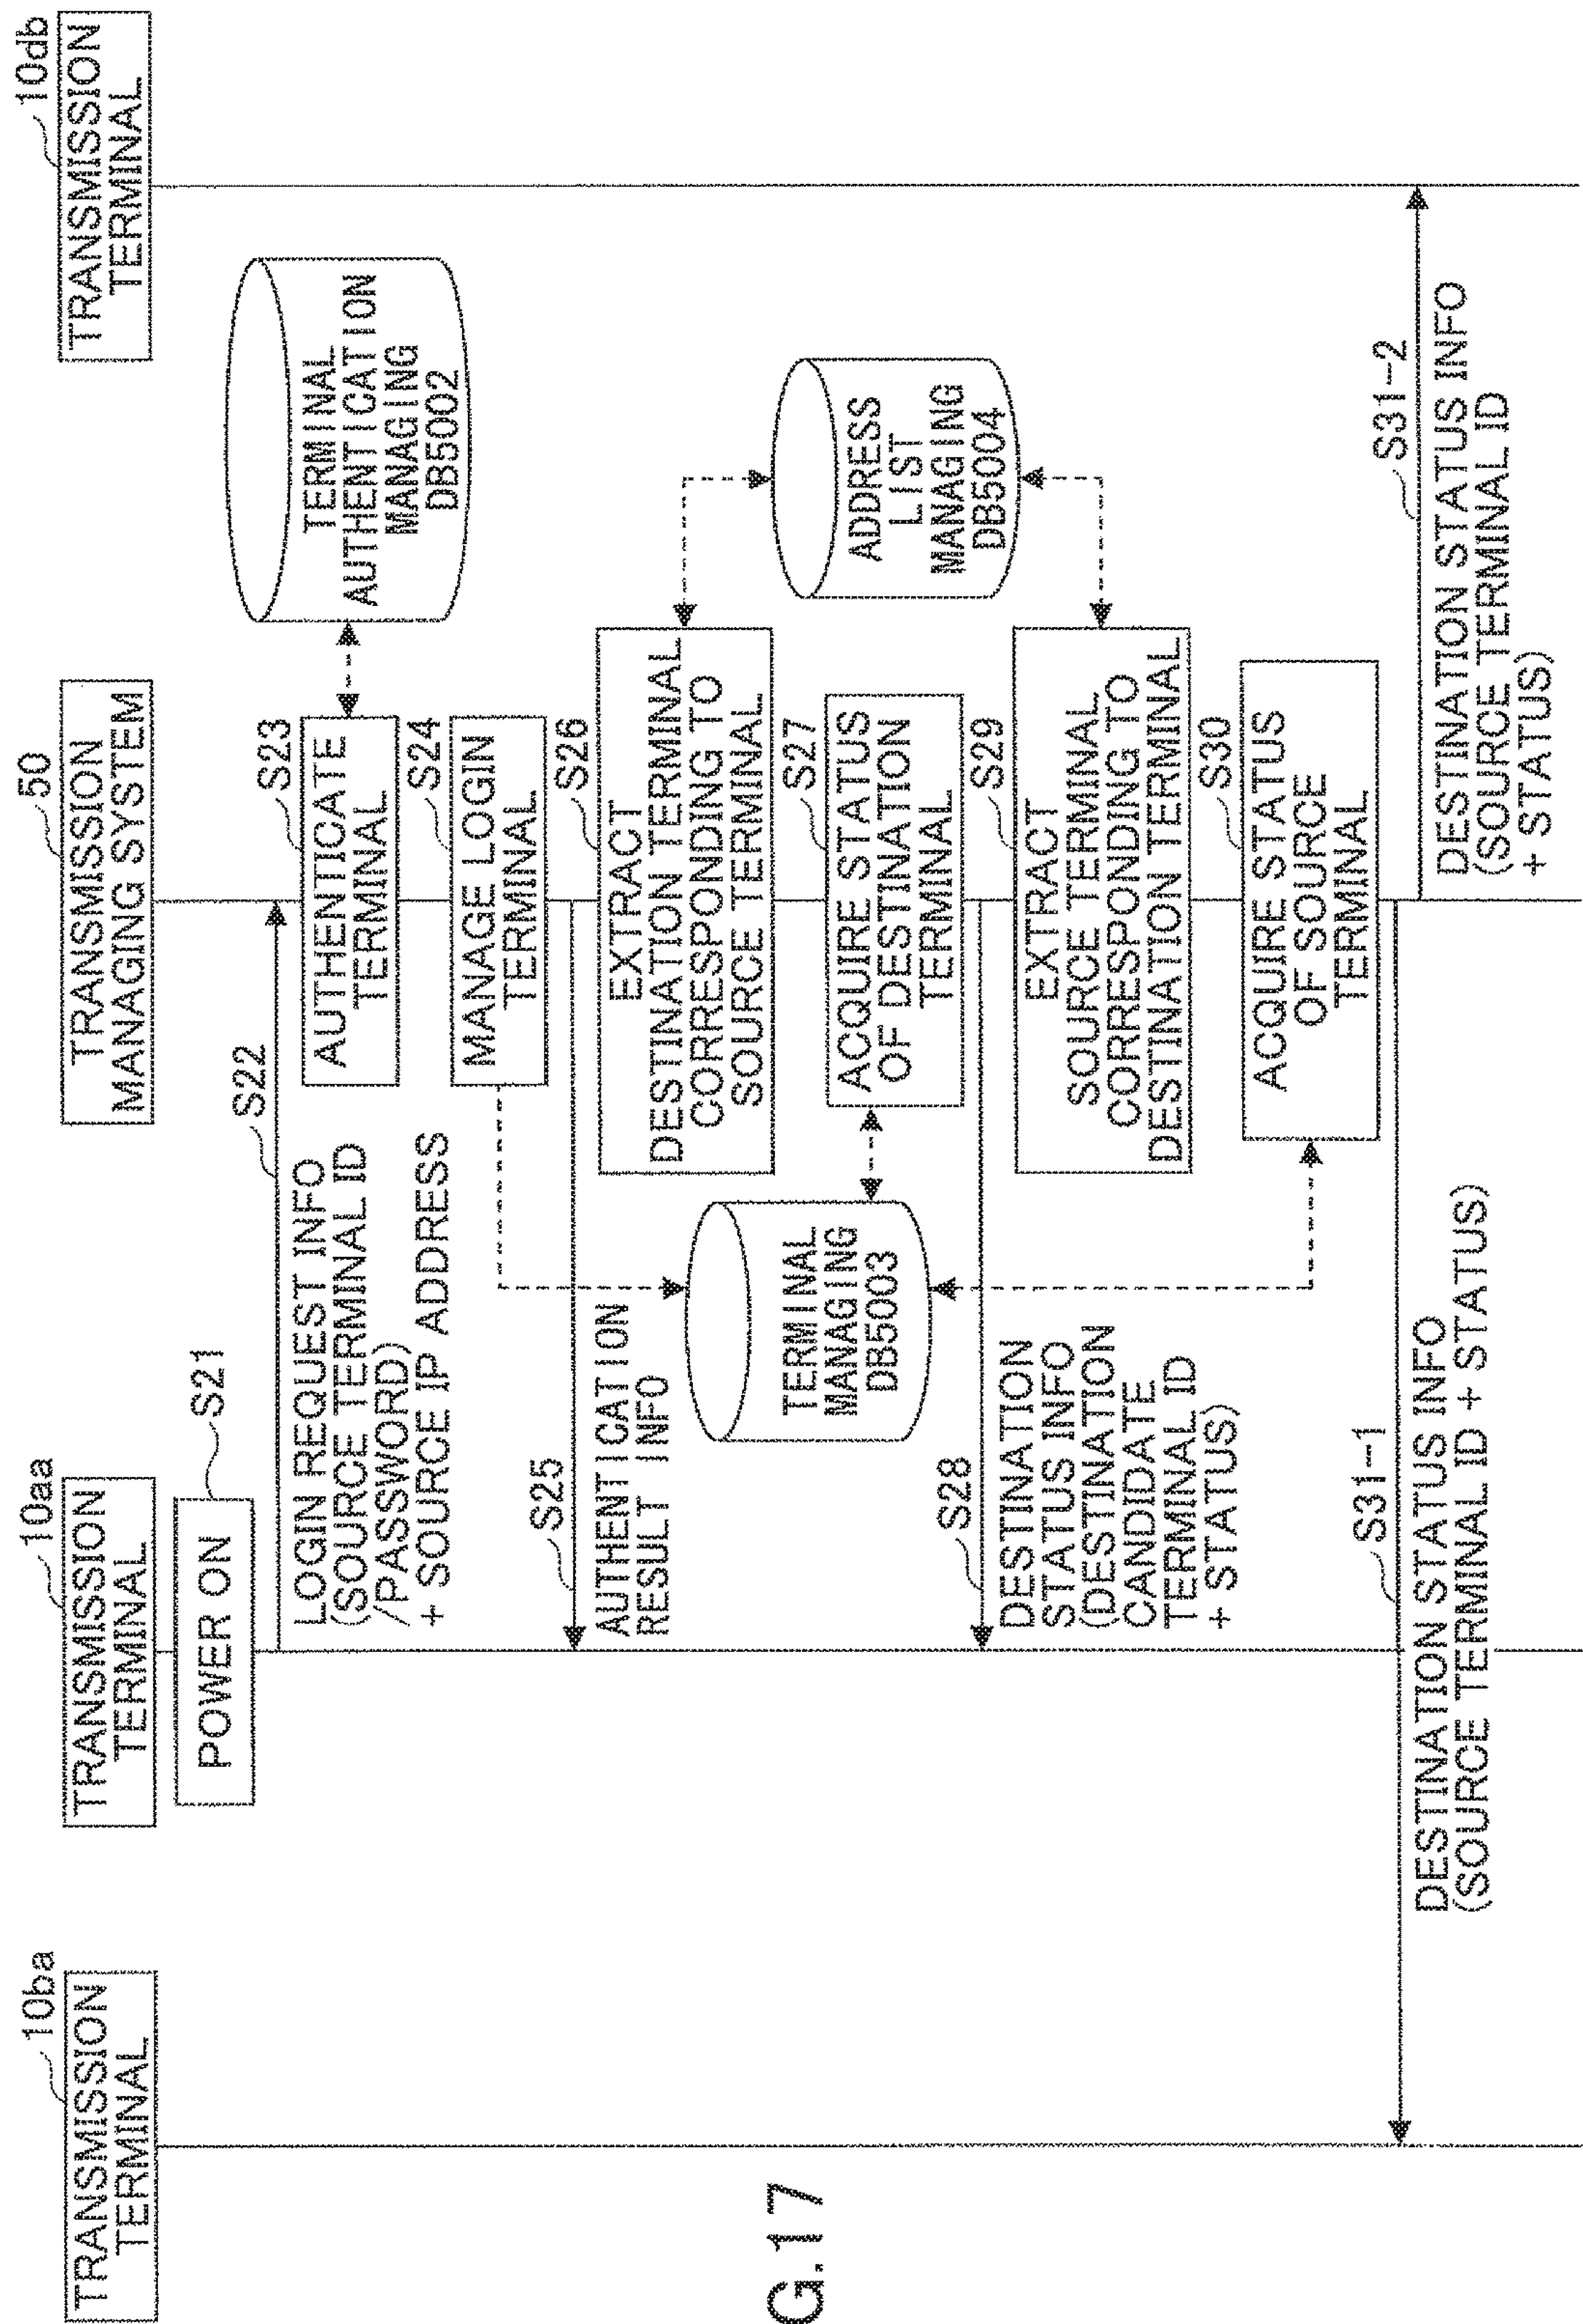 10ba
TRANSMISSION
TERMINAL
10aa
TRANSMISSION
TERMINAL
50
TRANSMISSION
MANAGING SYSTEM
10db
TRANSMISSION
TERMINAL
S21
POWER ON
S22
LOGIN REQUEST INFO
(SOURCE TERMINAL ID
/PASSWORD)
+ SOURCE IP ADDRESS
S23
AUTHENTICATE
TERMINAL
TERMINAL
AUTHENTICATION
MANAGING
DB5002
S24
MANAGE LOGIN
TERMINAL
S25
AUTHENTICATION
RESULT INFO
S26
EXTRACT
DESTINATION TERMINAL
CORRESPONDING TO
SOURCE TERMINAL
TERMINAL
MANAGING
DB5003
S27
ACQUIRE STATUS
OF DESTINATION
TERMINAL
ADDRESS
LIST
MANAGING
DB5004
S28
DESTINATION
STATUS INFO
(DESTINATION
CANDIDATE
TERMINAL ID
+ STATUS)
S29
EXTRACT
SOURCE TERMINAL
CORRESPONDING TO
DESTINATION TERMINAL
S30
ACQUIRE STATUS
OF SOURCE
TERMINAL
S31-1
DESTINATION STATUS INFO
(SOURCE TERMINAL ID + STATUS)
S31-2
DESTINATION STATUS INFO
(SOURCE TERMINAL ID
+ STATUS)
G.17